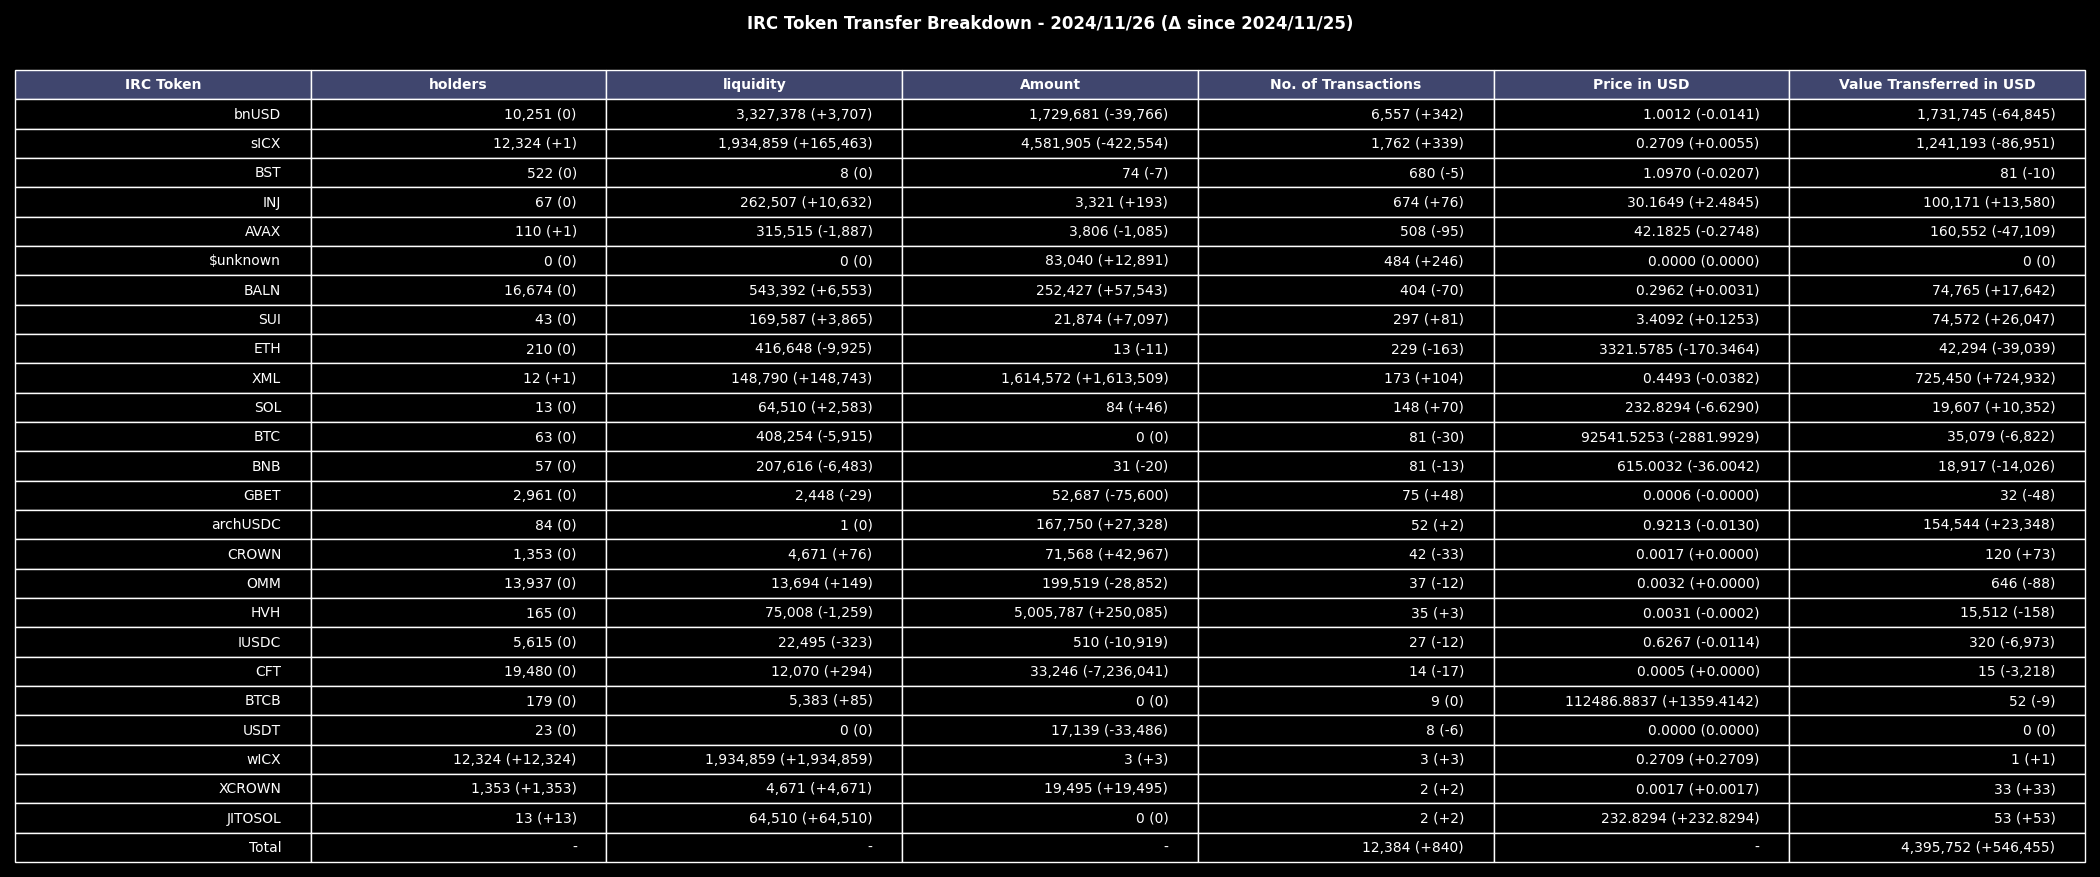 IRC Token Transfer Breakdown - 2024/11/26 (Δ since 2024/11/25)
IRC Token holders liquidity Amount No. of Transactions Price in USD Value Transferred in USD
bnUSD 10,251 (0) 3,327,378 (+3,707) 1,729,681 (-39,766) 6,557 (+342) 1.0012 (-0.0141) 1,731,745 (-64,845)
sICX 12,324 (+1) 1,934,859 (+165,463) 4,581,905 (-422,554) 1,762 (+339) 0.2709 (+0.0055) 1,241,193 (-86,951)
BST 522 (0) 8 (0) 74 (-7) 680 (-5) 1.0970 (-0.0207) 81 (-10)
INJ 67 (0) 262,507 (+10,632) 3,321 (+193) 674 (+76) 30.1649 (+2.4845) 100,171 (+13,580)
AVAX 110 (+1) 315,515 (-1,887) 3,806 (-1,085) 508 (-95) 42.1825 (-0.2748) 160,552 (-47,109)
$unknown 0 (0) 0 (0) 83,040 (+12,891) 484 (+246) 0.0000 (0.0000) 0 (0)
BALN 16,674 (0) 543,392 (+6,553) 252,427 (+57,543) 404 (-70) 0.2962 (+0.0031) 74,765 (+17,642)
SUI 43 (0) 169,587 (+3,865) 21,874 (+7,097) 297 (+81) 3.4092 (+0.1253) 74,572 (+26,047)
ETH 210 (0) 416,648 (-9,925) 13 (-11) 229 (-163) 3321.5785 (-170.3464) 42,294 (-39,039)
XML 12 (+1) 148,790 (+148,743) 1,614,572 (+1,613,509) 173 (+104) 0.4493 (-0.0382) 725,450 (+724,932)
SOL 13 (0) 64,510 (+2,583) 84 (+46) 148 (+70) 232.8294 (-6.6290) 19,607 (+10,352)
BTC 63 (0) 408,254 (-5,915) 0 (0) 81 (-30) 92541.5253 (-2881.9929) 35,079 (-6,822)
BNB 57 (0) 207,616 (-6,483) 31 (-20) 81 (-13) 615.0032 (-36.0042) 18,917 (-14,026)
GBET 2,961 (0) 2,448 (-29) 52,687 (-75,600) 75 (+48) 0.0006 (-0.0000) 32 (-48)
archUSDC 84 (0) 1 (0) 167,750 (+27,328) 52 (+2) 0.9213 (-0.0130) 154,544 (+23,348)
CROWN 1,353 (0) 4,671 (+76) 71,568 (+42,967) 42 (-33) 0.0017 (+0.0000) 120 (+73)
OMM 13,937 (0) 13,694 (+149) 199,519 (-28,852) 37 (-12) 0.0032 (+0.0000) 646 (-88)
HVH 165 (0) 75,008 (-1,259) 5,005,787 (+250,085) 35 (+3) 0.0031 (-0.0002) 15,512 (-158)
IUSDC 5,615 (0) 22,495 (-323) 510 (-10,919) 27 (-12) 0.6267 (-0.0114) 320 (-6,973)
CFT 19,480 (0) 12,070 (+294) 33,246 (-7,236,041) 14 (-17) 0.0005 (+0.0000) 15 (-3,218)
BTCB 179 (0) 5,383 (+85) 0 (0) 9 (0) 112486.8837 (+1359.4142) 52 (-9)
USDT 23 (0) 0 (0) 17,139 (-33,486) 8 (-6) 0.0000 (0.0000) 0 (0)
wICX 12,324 (+12,324) 1,934,859 (+1,934,859) 3 (+3) 3 (+3) 0.2709 (+0.2709) 1 (+1)
XCROWN 1,353 (+1,353) 4,671 (+4,671) 19,495 (+19,495) 2 (+2) 0.0017 (+0.0017) 33 (+33)
JITOSOL 13 (+13) 64,510 (+64,510) 0 (0) 2 (+2) 232.8294 (+232.8294) 53 (+53)
Total - - - 12,384 (+840) - 4,395,752 (+546,455)